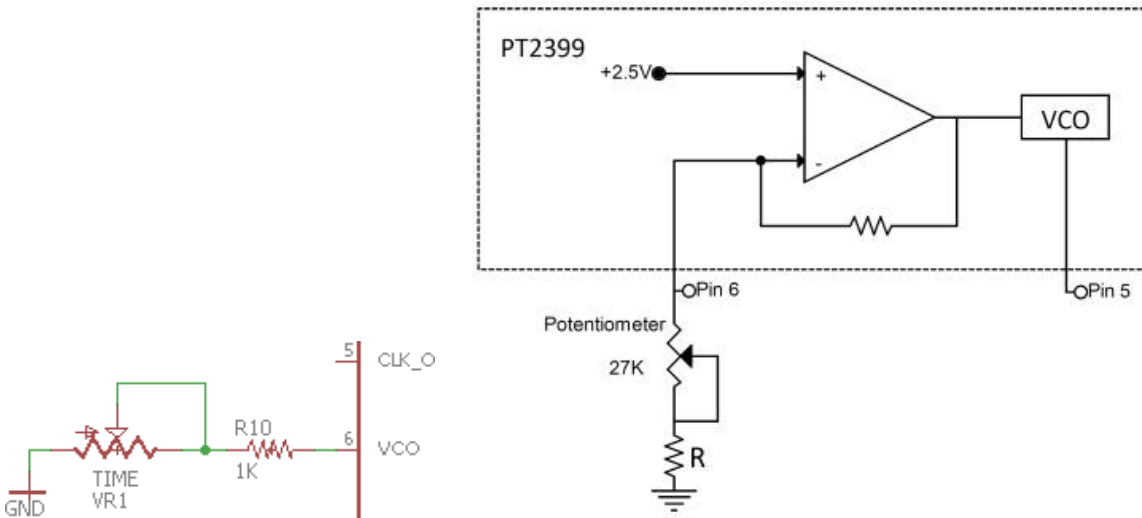 PT2399
+2.5V
+
-
VCO
Pin 6
Pin 5
Potentiometer
27K
R
5
CLK_O
R10
6
VCO
1K
TIME
VR1
GND